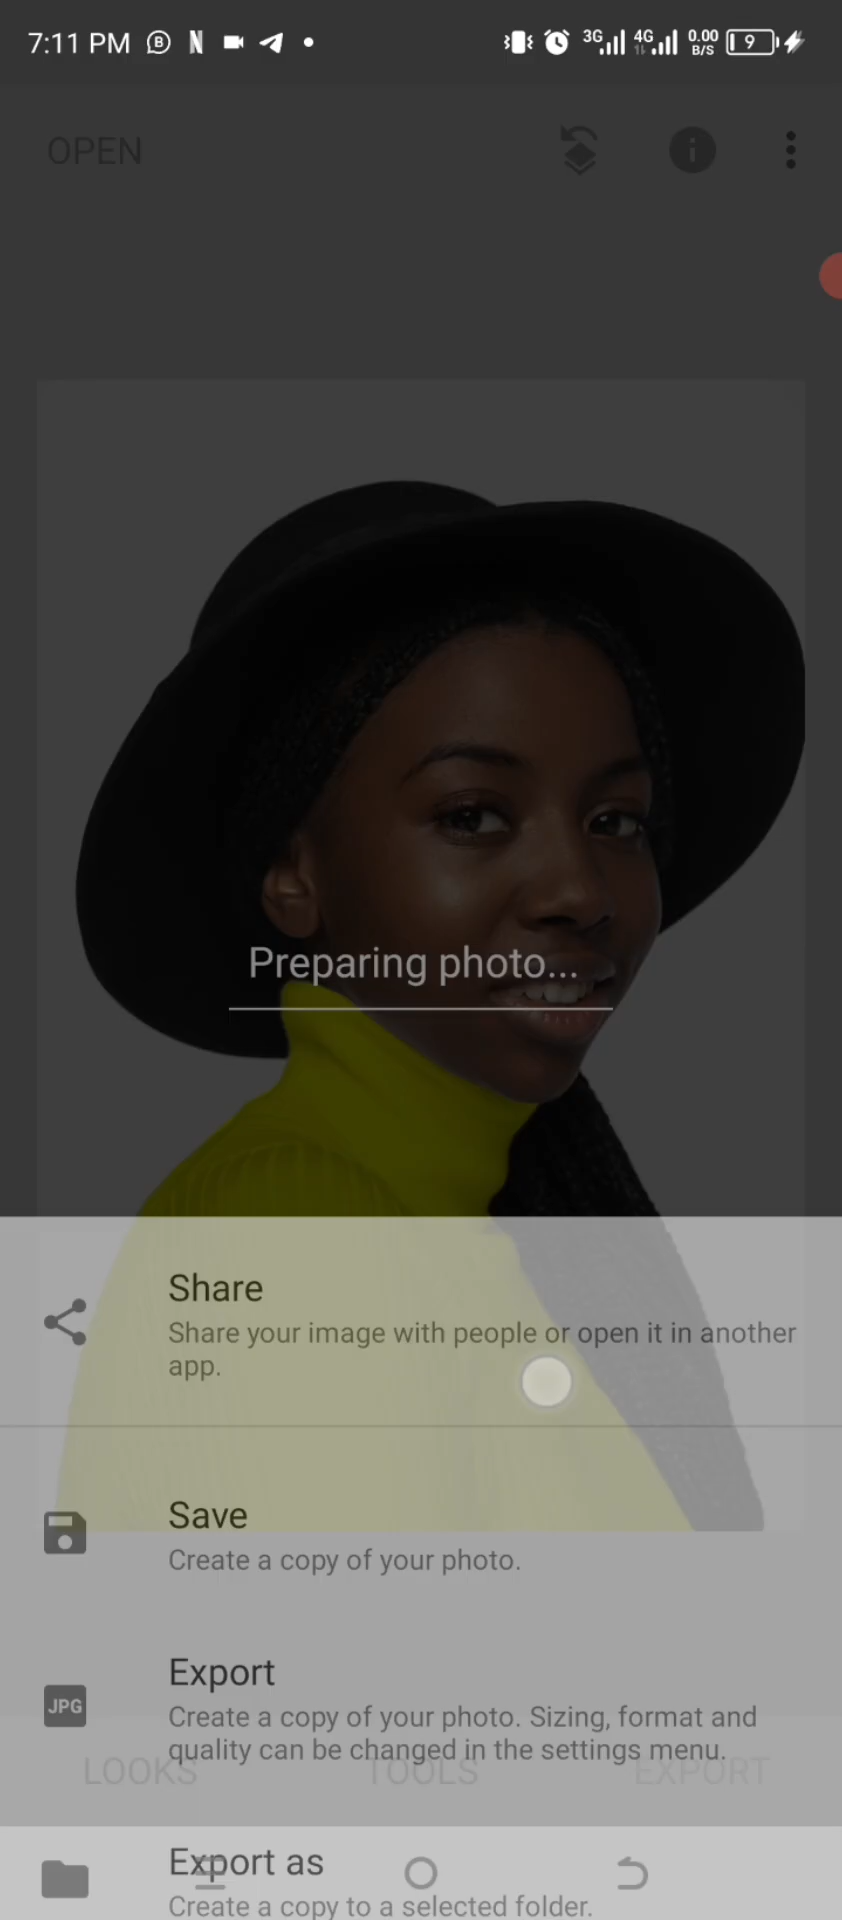 7:11 PM
3G
4G
0.00
B/S
9
OPEN
Preparing photo...
Share
Share your image with people or open it in another
app.
Save
Create a copy of your photo.
Export
JPG
Create a copy of your photo. Sizing, format and
quality can be changed in the settings menu.
LOOKS
TOOLS
EXPORT
Export as
Create a copy to a selected folder.